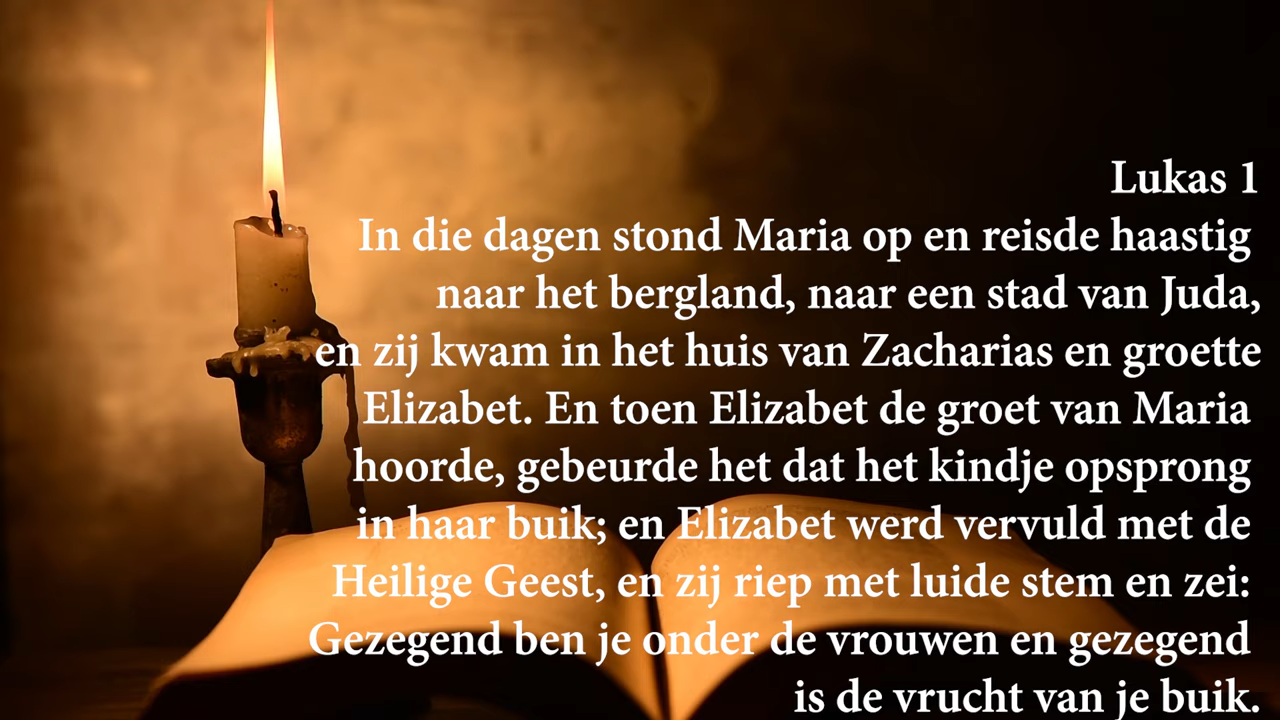 Lukas 1
In die dagen stond Maria op en reisde haastig
naar het bergland, naar een stad van Juda,
en zij kwam in het huis van Zacharias en groette
Elizabet. En toen Elizabet de groet van Maria
hoorde, gebeurde het dat het kindje opsprong
in haar buik; en Elizabet werd vervuld met de
Heilige Geest, en zij riep met luide stem en zei:
Gezegend ben je onder de vrouwen en gezegend
is de vrucht van je buik.